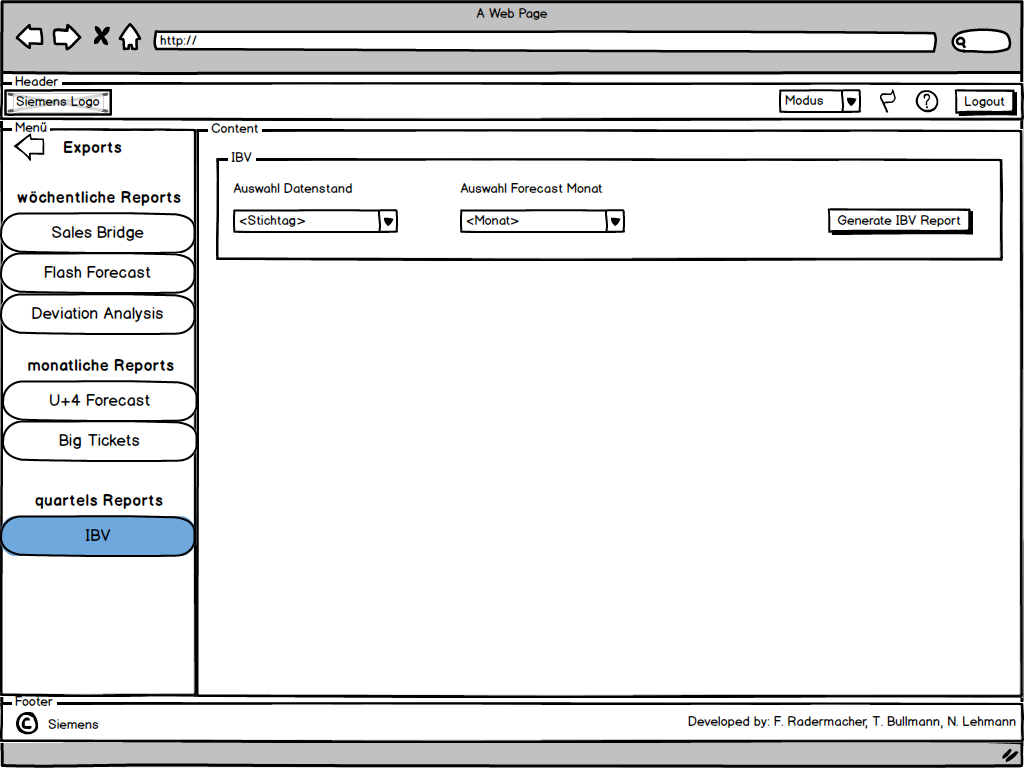 A Web Page
http://
Header
Siemens Logo
Modus
Logout
Menü
Exports
wöchentliche Reports
Sales Bridge
Flash Forecast
Deviation Analysis
monatliche Reports
U+4 Forecast
Big Tickets
quartels Reports
IBV
Content
IBV
Auswahl Datenstand
Auswahl Forecast Monat
<Stichtag>
<Monat>
Generate IBV Report
Footer
© Siemens
Developed by: F. Radermacher, T. Bullmann, N. Lehmann